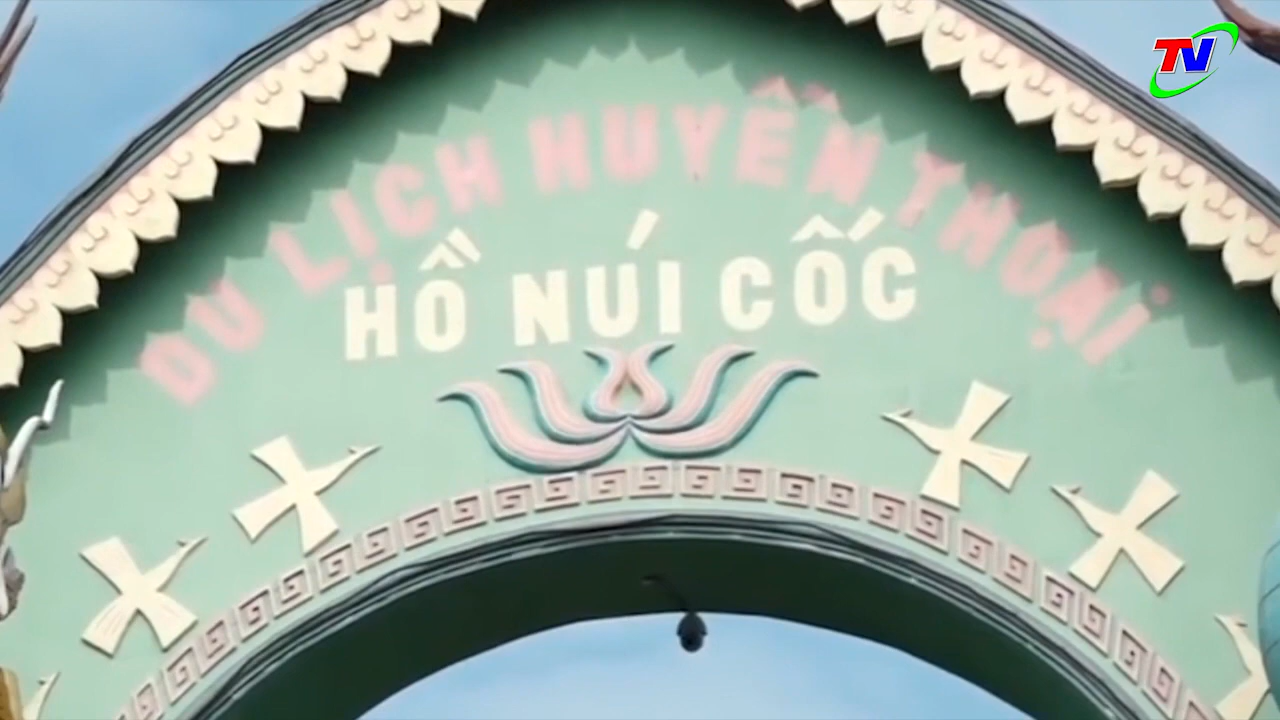 DU LỊCH HUYỀN THOẠI
HỒ NÚI CỐC
TV